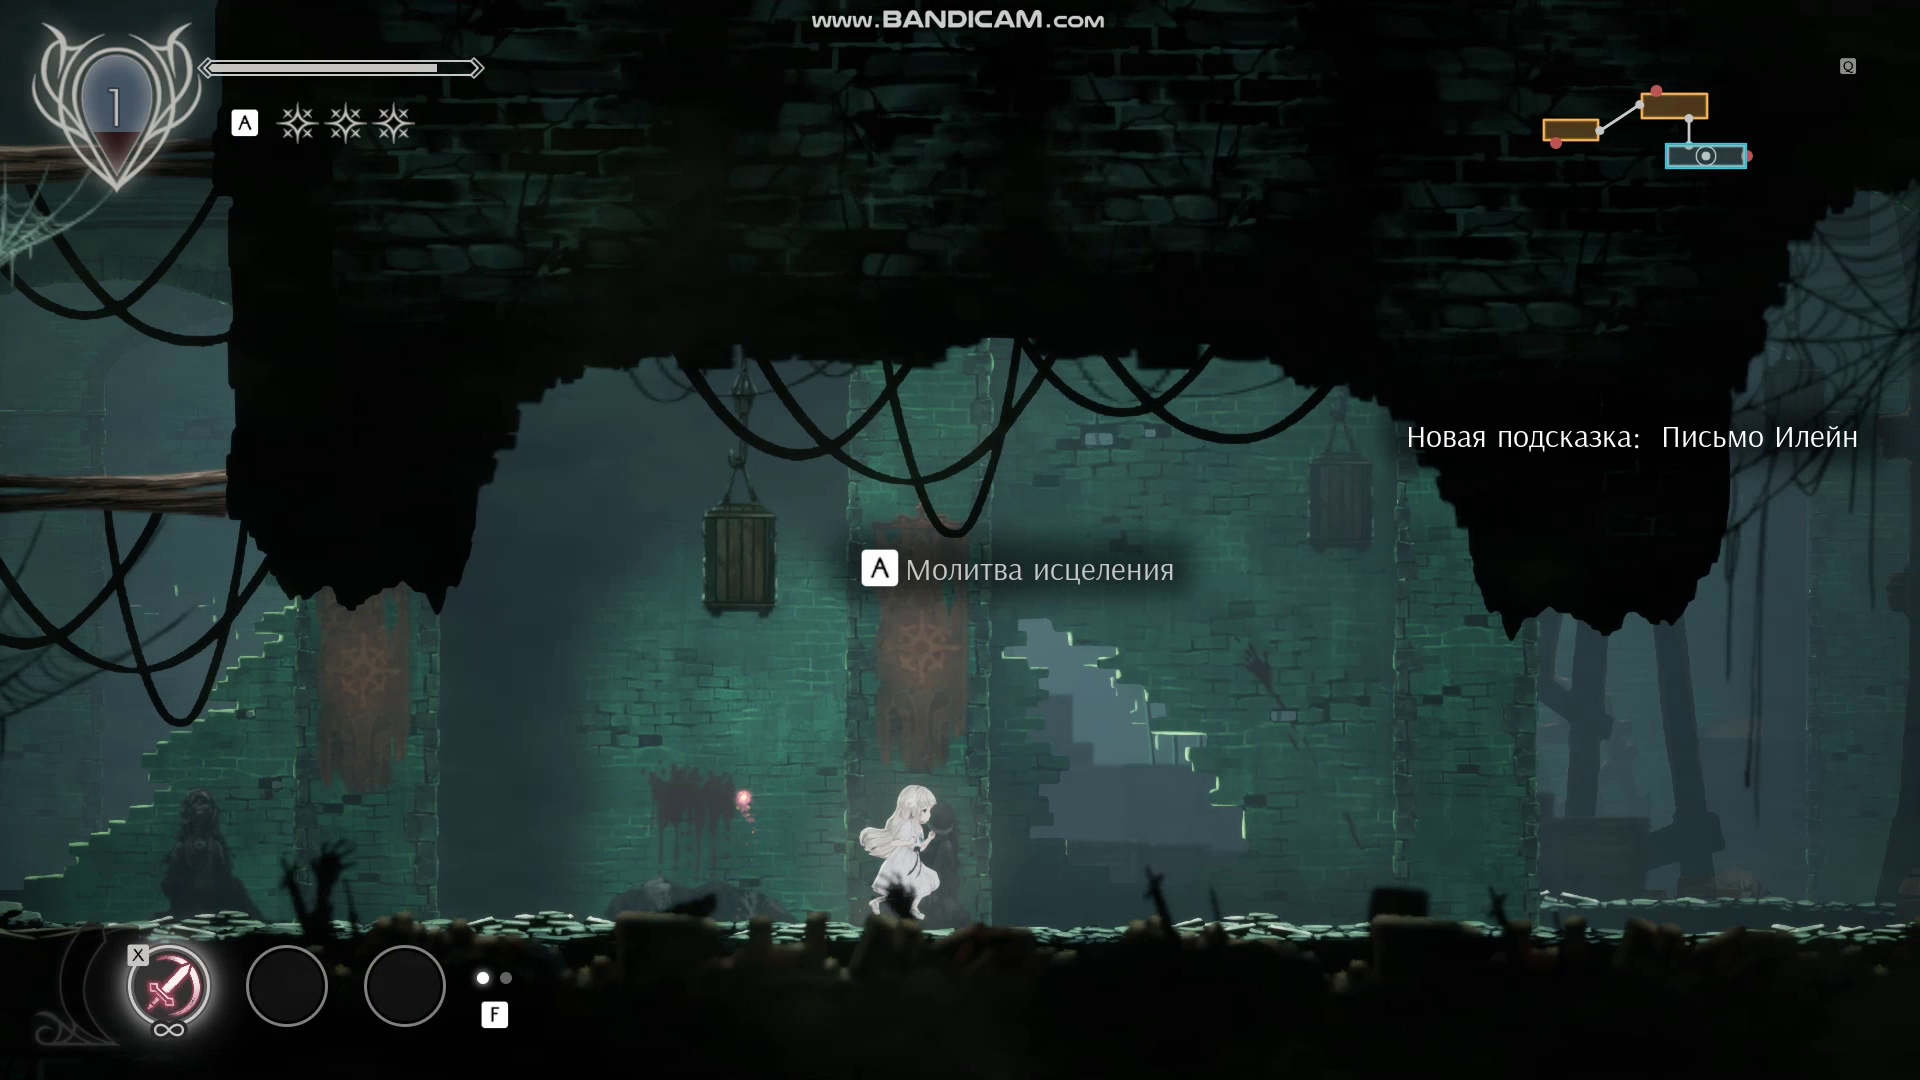 www.BANDICAM.com
Q
1
A
Новая подсказка: Письмо Илейн
A Молитва исцеления
X
∞
F